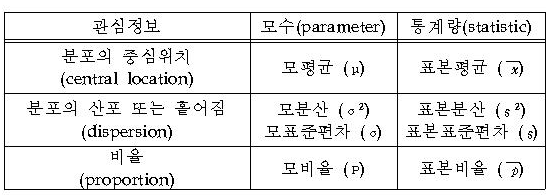 관심정보 모수(parameter) 통계량(statistic)
분포의 중심위치
(central location) 모평균 (μ) 표본평균 (x̅)
분포의 산포 또는 흩어짐 모분산 (σ²) 표본분산 (s²)
(dispersion) 모표준편차 (σ) 표본표준편차 (s)
비율
(proportion) 모비율 (P) 표본비율 (p̅)